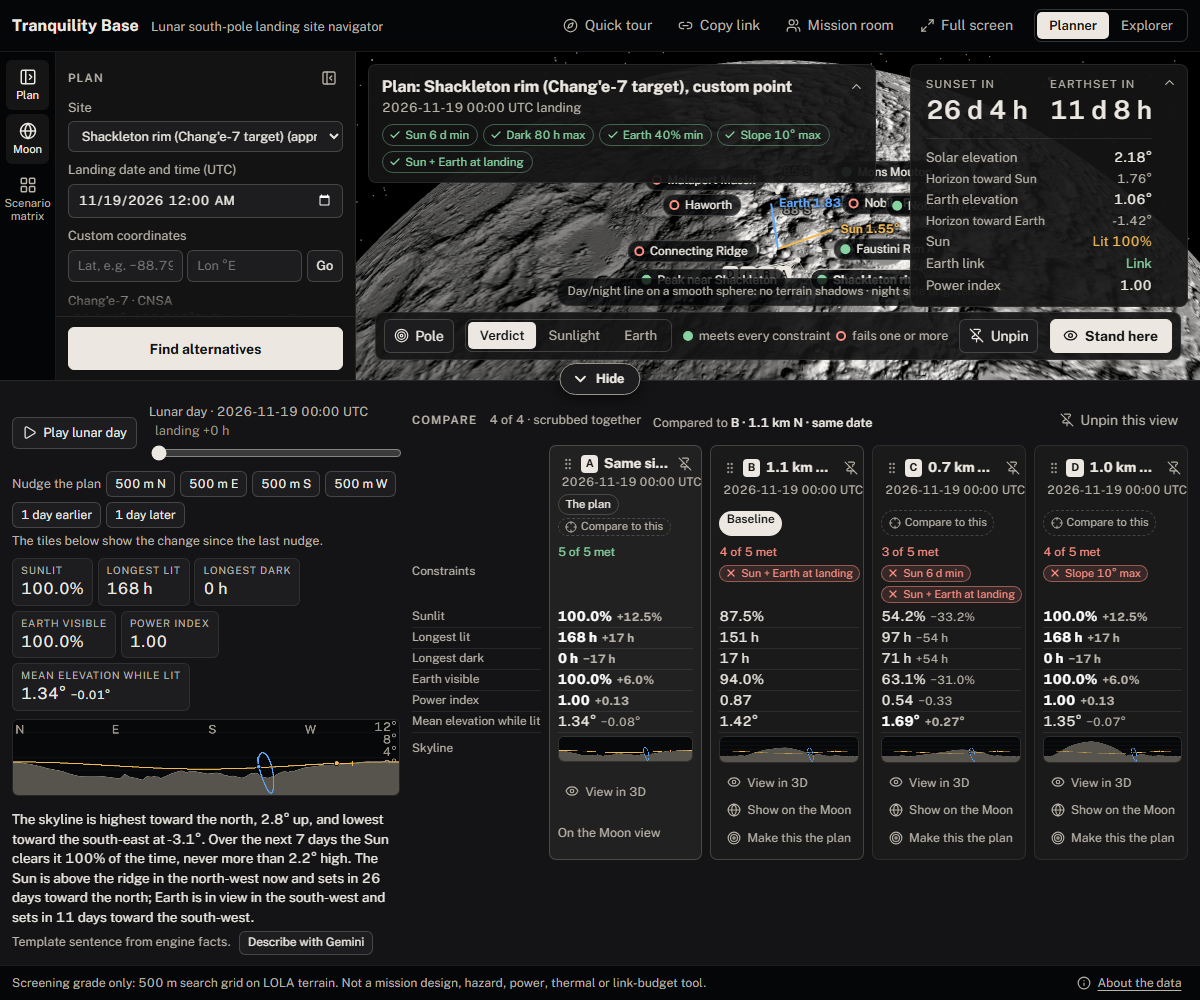 Tranquility Base Lunar south-pole landing site navigator
Quick tour Copy link Mission room Full screen Planner Explorer
Plan
Moon
Scenario
matrix
PLAN
Site
Shackleton rim (Chang'e-7 target) (appr
Landing date and time (UTC)
11/19/2026 12:00 AM
Custom coordinates
Lat, e.g. −88.79 Lon °E Go
Chang'e-7 · CNSA
Find alternatives
Plan: Shackleton rim (Chang'e-7 target), custom point
2026-11-19 00:00 UTC landing
Sun 6 d min Dark 80 h max Earth 40% min Slope 10° max
Sun + Earth at landing
Malapert Massif
Mons Mou
Haworth
Earth 1.83
Nob
88°S
Sun 1.55°
Connecting Ridge
Faustini R
Peak near Shackleton
Shackleton rim
Day/night line on a smooth sphere: no terrain shadows · night s
SUNSET IN EARTHSET IN
26 d 4 h 11 d 8 h
Solar elevation 2.18°
Horizon toward Sun 1.76°
Earth elevation 1.06°
Horizon toward Earth -1.42°
Sun Lit 100%
Earth link Link
Power index 1.00
Pole Verdict Sunlight Earth meets every constraint fails one or more Unpin Stand here
Hide
Play lunar day
Lunar day · 2026-11-19 00:00 UTC
landing +0 h
Nudge the plan 500 m N 500 m E 500 m S 500 m W
1 day earlier 1 day later
The tiles below show the change since the last nudge.
SUNLIT
100.0%
LONGEST LIT
168 h
LONGEST DARK
0 h
EARTH VISIBLE
100.0%
POWER INDEX
1.00
MEAN ELEVATION WHILE LIT
1.34° −0.01°
N E S W 12°
8°
4°
0°
The skyline is highest toward the north, 2.8° up, and lowest
toward the south-east at -3.1°. Over the next 7 days the Sun
clears it 100% of the time, never more than 2.2° high. The
Sun is above the ridge in the north-west now and sets in 26
days toward the north; Earth is in view in the south-west and
sets in 11 days toward the south-west.
Template sentence from engine facts. Describe with Gemini
COMPARE 4 of 4 · scrubbed together Compared to B · 1.1 km N · same date Unpin this view
A Same si... B 1.1 km ... C 0.7 km ... D 1.0 km ...
2026-11-19 00:00 UTC 2026-11-19 00:00 UTC 2026-11-19 00:00 UTC 2026-11-19 00:00 UTC
The plan
Compare to this Baseline Compare to this Compare to this
5 of 5 met 4 of 5 met 3 of 5 met 4 of 5 met
Constraints Sun + Earth at landing Sun 6 d min Slope 10° max
Sun + Earth at landing
Sunlit 100.0% +12.5% 87.5% 54.2% −33.2% 100.0% +12.5%
Longest lit 168 h +17 h 151 h 97 h −54 h 168 h +17 h
Longest dark 0 h −17 h 17 h 71 h +54 h 0 h −17 h
Earth visible 100.0% +6.0% 94.0% 63.1% −31.0% 100.0% +6.0%
Power index 1.00 +0.13 0.87 0.54 −0.33 1.00 +0.13
Mean elevation while lit 1.34° −0.08° 1.42° 1.69° +0.27° 1.35° −0.07°
Skyline
View in 3D View in 3D View in 3D View in 3D
Show on the Moon Show on the Moon Show on the Moon
On the Moon view Make this the plan Make this the plan Make this the plan
Screening grade only: 500 m search grid on LOLA terrain. Not a mission design, hazard, power, thermal or link-budget tool.
About the data